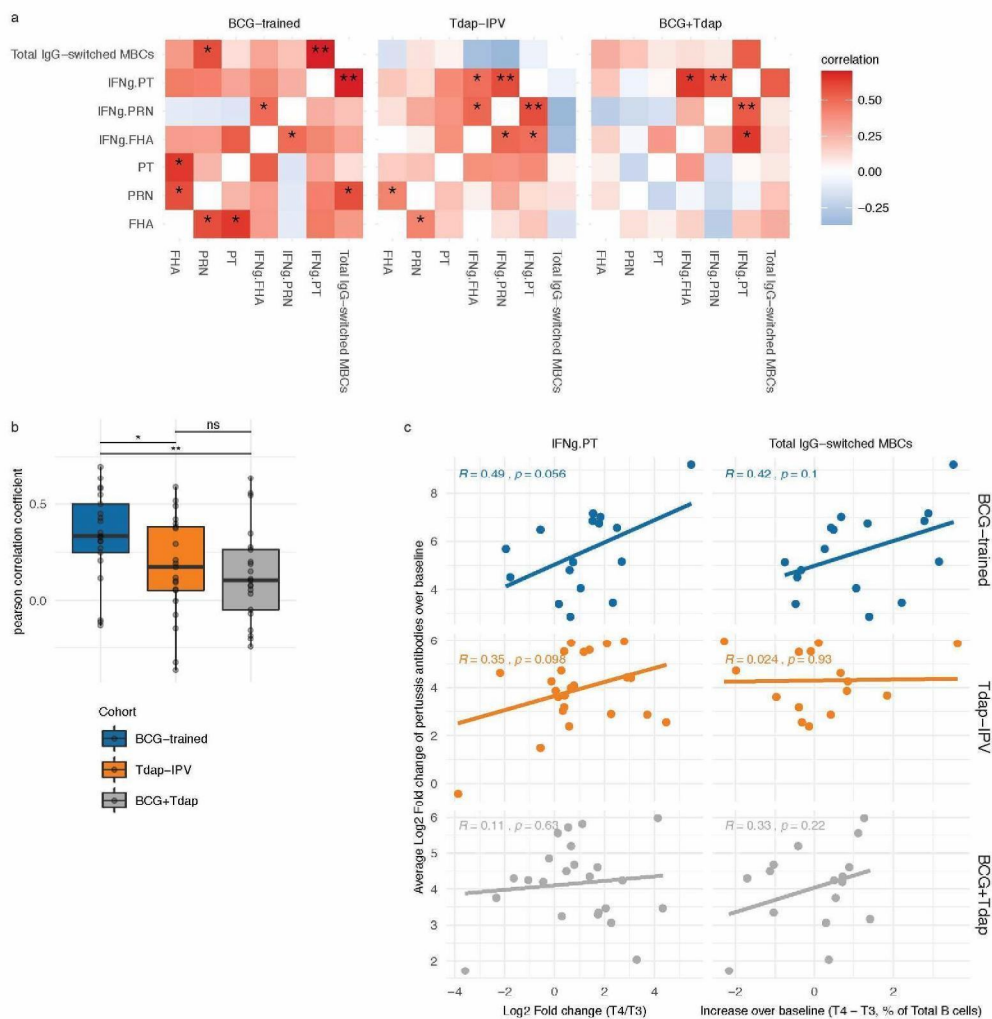 a
BCG-trained
Tdap-IPV
BCG+Tdap
Total IgG-switched MBCs
IFNg.PT
IFNg.PRN
IFNg.FHA
PT
PRN
FHA
* **
** * ** * **
* * ** **
* * * *
*
* * *
* * *
FHA
PRN
PT
IFNg.FHA
IFNg.PRN
IFNg.PT
Total IgG-switched MBCs
FHA
PRN
PT
IFNg.FHA
IFNg.PRN
IFNg.PT
Total IgG-switched MBCs
FHA
PRN
PT
IFNg.FHA
IFNg.PRN
IFNg.PT
Total IgG-switched MBCs
correlation
0.50
0.25
0.00
-0.25
b
ns
*
**
pearson correlation coefficient
0.5
0.0
Cohort
BCG-trained
Tdap-IPV
BCG+Tdap
c
IFNg.PT
Total IgG-switched MBCs
Average Log2 Fold change of pertussis antibodies over baseline
R = 0.49 , p = 0.056
R = 0.42 , p = 0.1
8
6
4
BCG-trained
R = 0.35 , p = 0.098
R = 0.024 , p = 0.93
6
4
2
0
Tdap-IPV
R = 0.11 , p = 0.63
R = 0.33 , p = 0.22
6
5
4
3
2
BCG+Tdap
-4 -2 0 2 4
-2 0 2
Log2 Fold change (T4/T3)
Increase over baseline (T4 - T3, % of Total B cells)